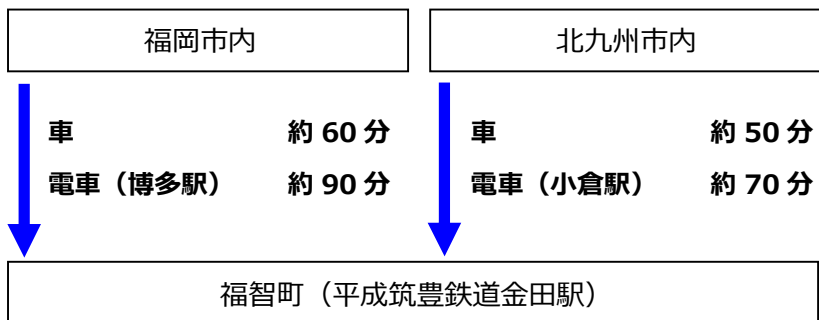 福岡市内
車 約 60 分
電車（博多駅） 約 90 分
北九州市内
車 約 50 分
電車（小倉駅） 約 70 分
福智町（平成筑豊鉄道金田駅）